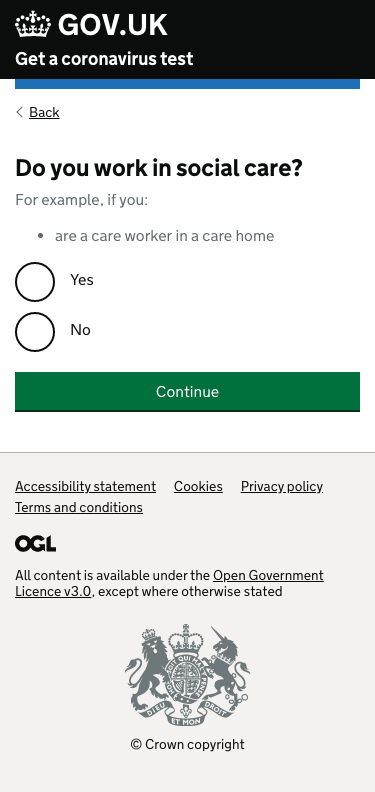 GOV.UK
Get a coronavirus test
Back
Do you work in social care?
For example, if you:
are a care worker in a care home
Yes
No
Continue
Accessibility statement Cookies Privacy policy
Terms and conditions
OGL
All content is available under the Open Government
Licence v3.0, except where otherwise stated
DIEU ET MON DROIT
© Crown copyright